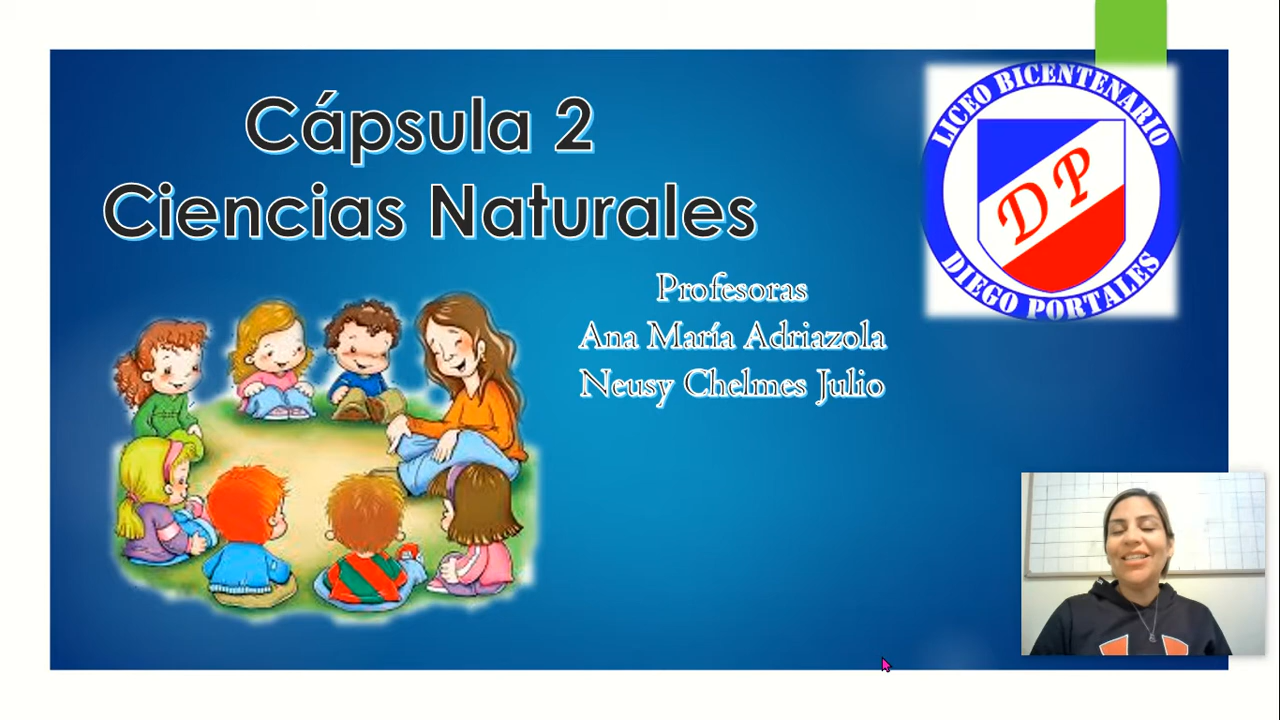 Cápsula 2
Ciencias Naturales
LICEO BICENTENARIO
DP
DIEGO PORTALES
Profesoras
Ana María Adriazola
Neusy Chelmes Julio